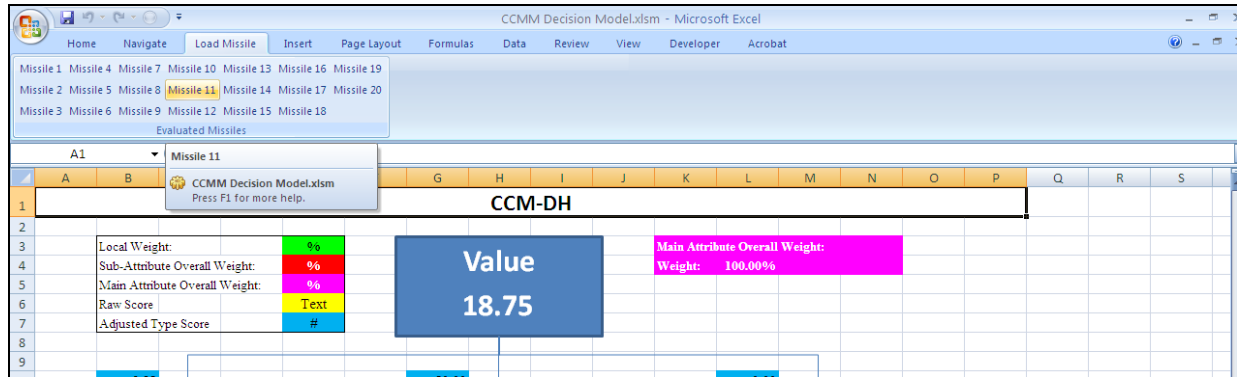 CCMM Decision Model.xlsm - Microsoft Excel
Home Navigate Load Missile Insert Page Layout Formulas Data Review View Developer Acrobat
Missile 1 Missile 4 Missile 7 Missile 10 Missile 13 Missile 16 Missile 19
Missile 2 Missile 5 Missile 8 Missile 11 Missile 14 Missile 17 Missile 20
Missile 3 Missile 6 Missile 9 Missile 12 Missile 15 Missile 18
Evaluated Missiles
A1
Missile 11
CCMM Decision Model.xlsm
Press F1 for more help.
A B G H I J K L M N O P Q R S
1 CCM-DH
2
3 Local Weight: % Main Attribute Overall Weight:
4 Sub-Attribute Overall Weight: % Value Weight: 100.00%
5 Main Attribute Overall Weight: %
6 Raw Score Text 18.75
7 Adjusted Type Score #
8
9